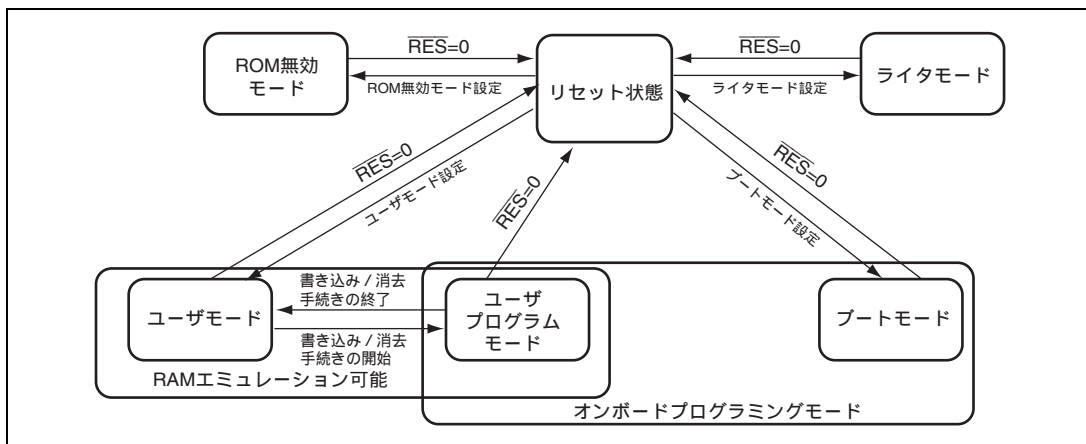 ROM無効
モード
RES=0
ROM無効モード設定
リセット状態
RES=0
ライタモード設定
ライタモード
RES=0
ユーザモード設定
RES=0
RES=0
ブートモード設定
ユーザモード
書き込み / 消去
手続きの終了
書き込み / 消去
手続きの開始
ユーザ
プログラム
モード
ブートモード
RAMエミュレーション可能
オンボードプログラミングモード